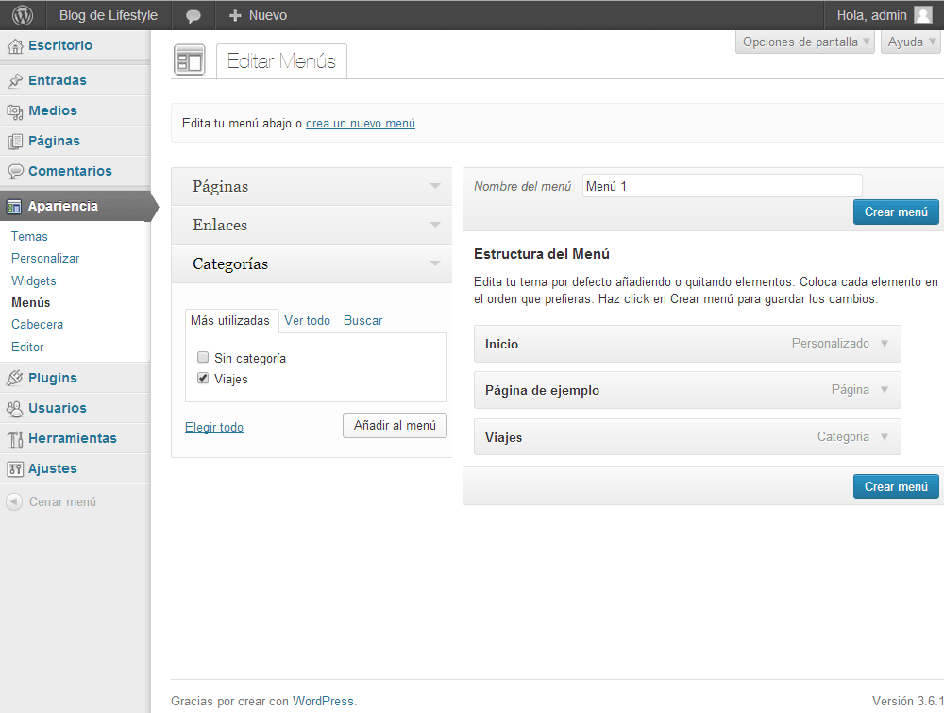 Blog de Lifestyle
Nuevo
Hola, admin
Escritorio
Entradas
Medios
Páginas
Comentarios
Apariencia
Temas
Personalizar
Widgets
Menús
Cabecera
Editor
Plugins
Usuarios
Herramientas
Ajustes
Cerrar menú
Opciones de pantalla
Ayuda
Editar Menús
Edita tu menú abajo o crea un nuevo menú
Páginas
Enlaces
Categorías
Más utilizadas Ver todo Buscar
Sin categoría
Viajes
Elegir todo
Añadir al menú
Nombre del menú Menú 1
Crear menú
Estructura del Menú
Edita tu tema por defecto añadiendo o quitando elementos. Coloca cada elemento en
el orden que prefieras. Haz click en Crear menú para guardar los cambios.
Inicio Personalizado
Página de ejemplo Página
Viajes Categoría
Crear menú
Gracias por crear con WordPress.
Versión 3.6.1